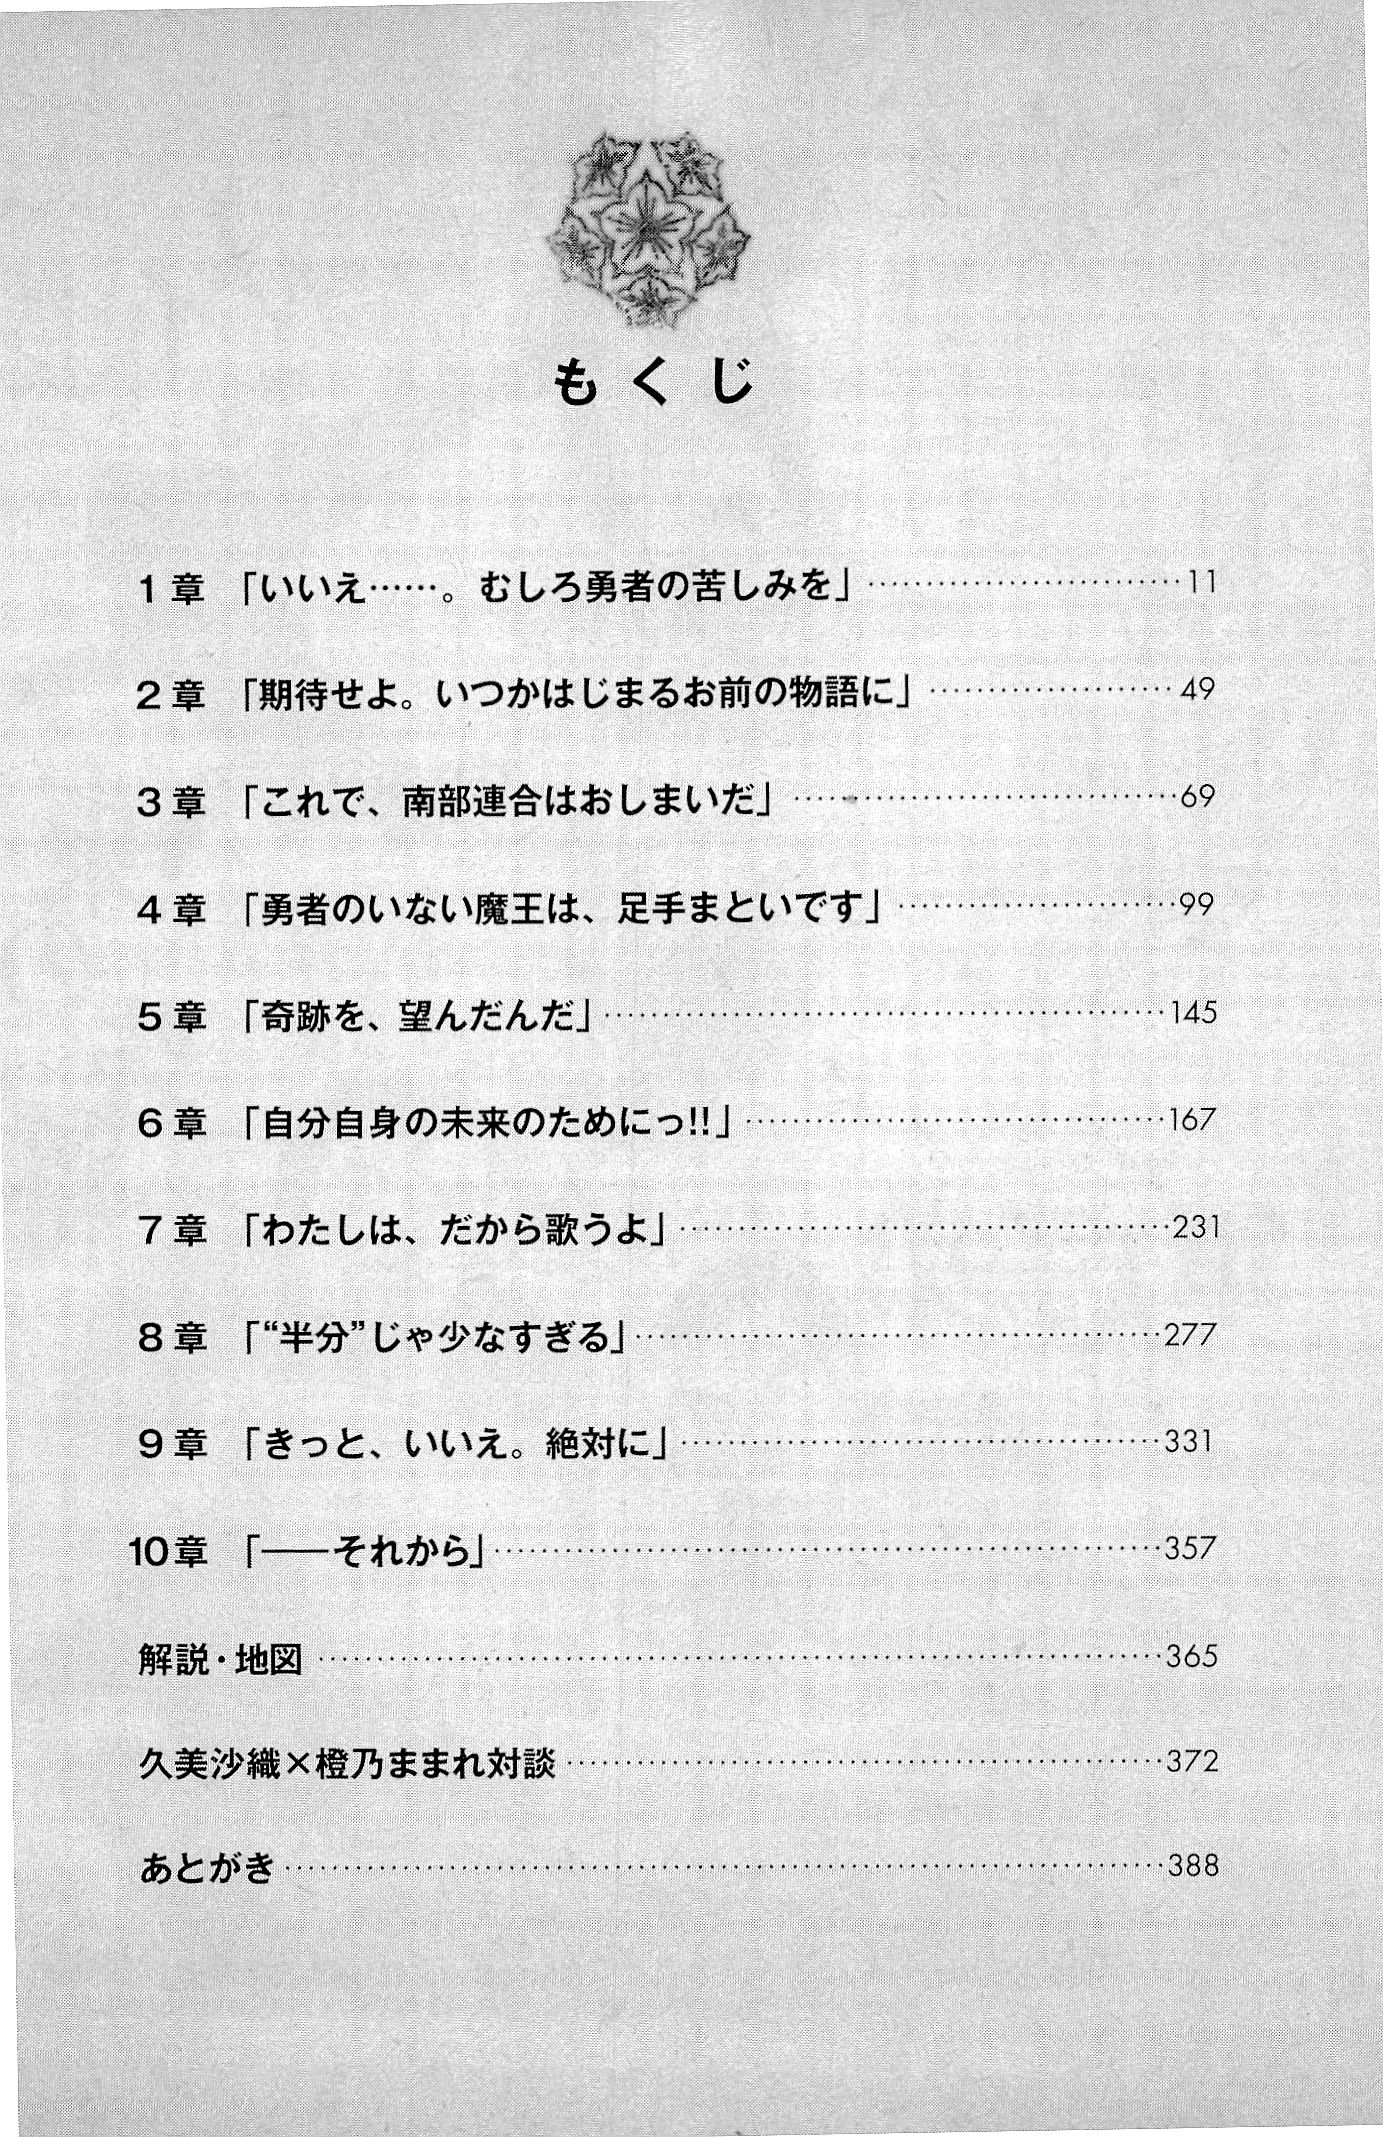 もくじ
1章 「いいえ……。むしろ勇者の苦しみを」…………11
2章 「期待せよ。いつかはじまるお前の物語に」…………49
3章 「これで、南部連合はおしまいだ」…………69
4章 「勇者のいない魔王は、足手まといです」…………99
5章 「奇跡を、望んだんだ」…………145
6章 「自分自身の未来のためにっ!!」…………167
7章 「わたしは、だから歌うよ」…………231
8章 「“半分”じゃ少なすぎる」…………277
9章 「きっと、いいえ。絶対に」…………331
10章 「――それから」…………357
解説・地図…………365
久美沙織×橙乃ままれ対談…………372
あとがき…………388